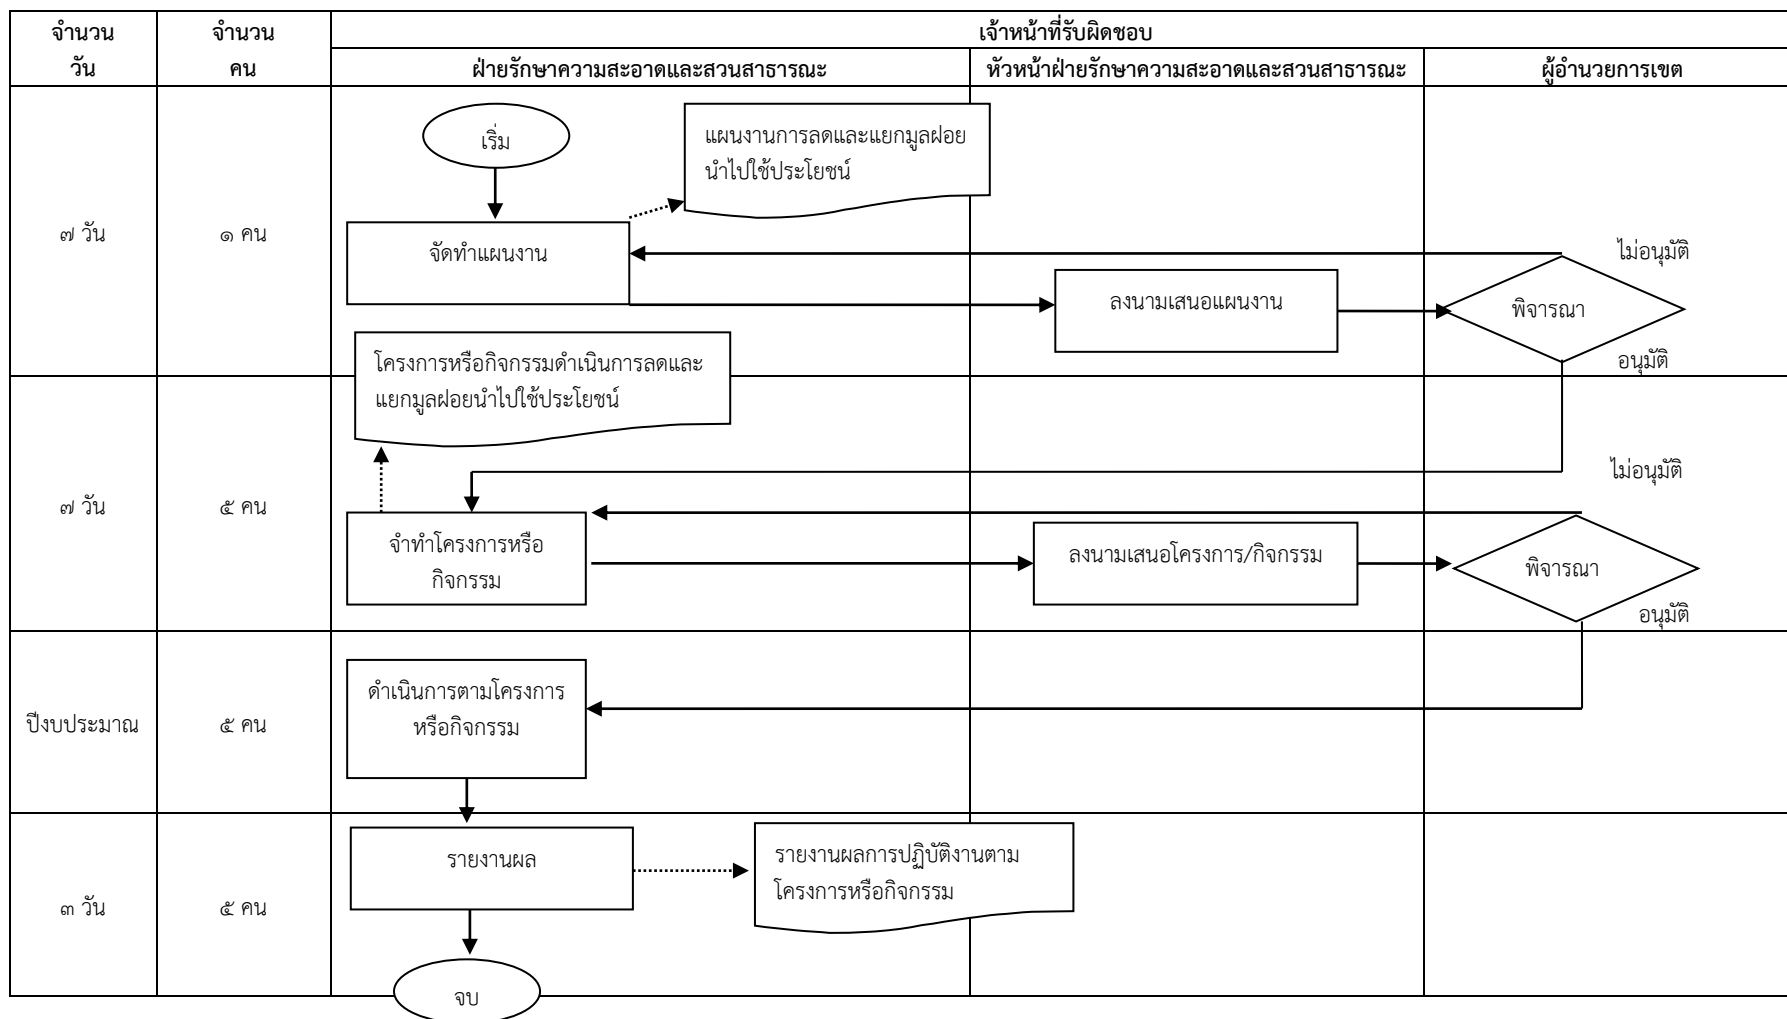 จำนวน
วัน
จำนวน
คน
เจ้าหน้าที่รับผิดชอบ
ฝ่ายรักษาความสะอาดและสวนสาธารณะ
หัวหน้าฝ่ายรักษาความสะอาดและสวนสาธารณะ
ผู้อำนวยการเขต
๗ วัน
๑ คน
เริ่ม
แผนงานการลดและแยกมูลฝอย
นำไปใช้ประโยชน์
จัดทำแผนงาน
ลงนามเสนอแผนงาน
ไม่อนุมัติ
พิจารณา
อนุมัติ
โครงการหรือกิจกรรมดำเนินการลดและ
แยกมูลฝอยนำไปใช้ประโยชน์
๗ วัน
๕ คน
จำทำโครงการหรือ
กิจกรรม
ลงนามเสนอโครงการ/กิจกรรม
ไม่อนุมัติ
พิจารณา
อนุมัติ
ปีงบประมาณ
๕ คน
ดำเนินการตามโครงการ
หรือกิจกรรม
๓ วัน
๕ คน
รายงานผล
รายงานผลการปฏิบัติงานตาม
โครงการหรือกิจกรรม
จบ